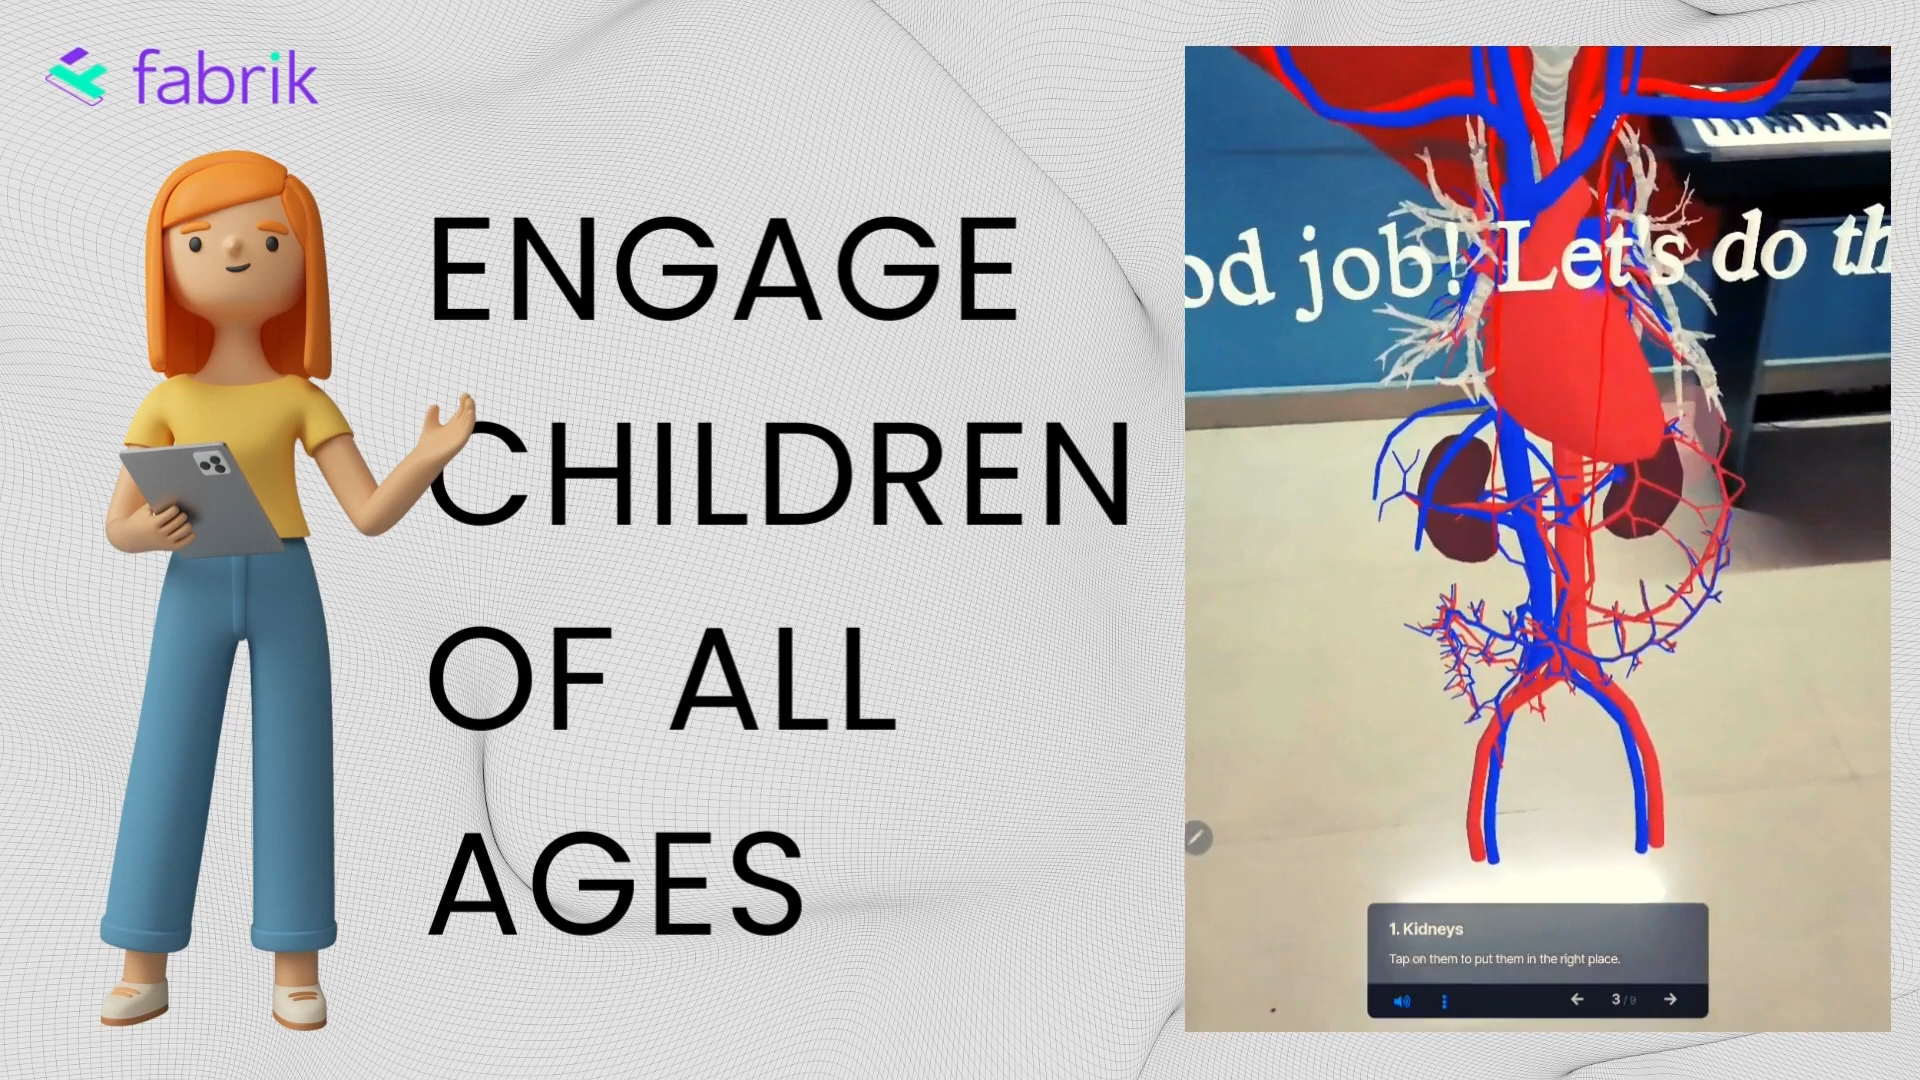 fabrik
ENGAGE
CHILDREN
OF ALL
AGES
od job! Let's do th
1. Kidneys
Tap on them to put them in the right place.
3 / 9